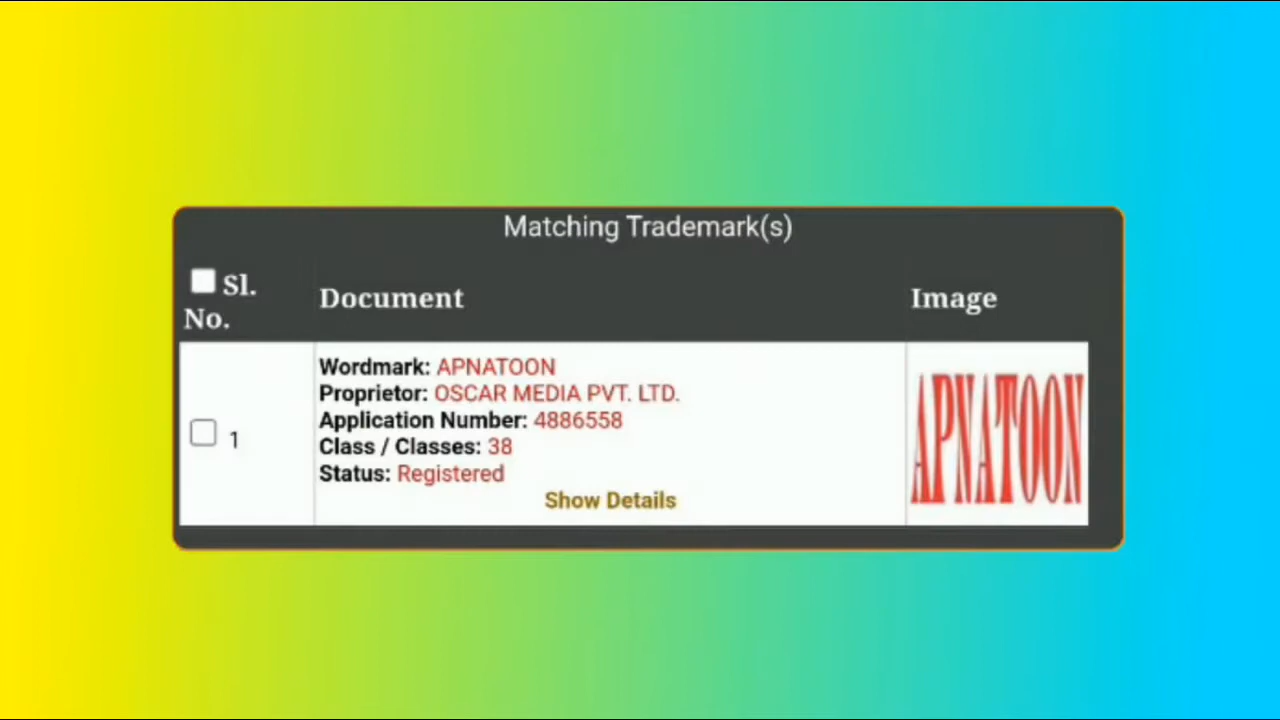 Matching Trademark(s)
Sl.
No.
Document
Image
Wordmark: APNATOON
Proprietor: OSCAR MEDIA PVT. LTD.
Application Number: 4886558
Class / Classes: 38
Status: Registered
Show Details
1
APNATOON